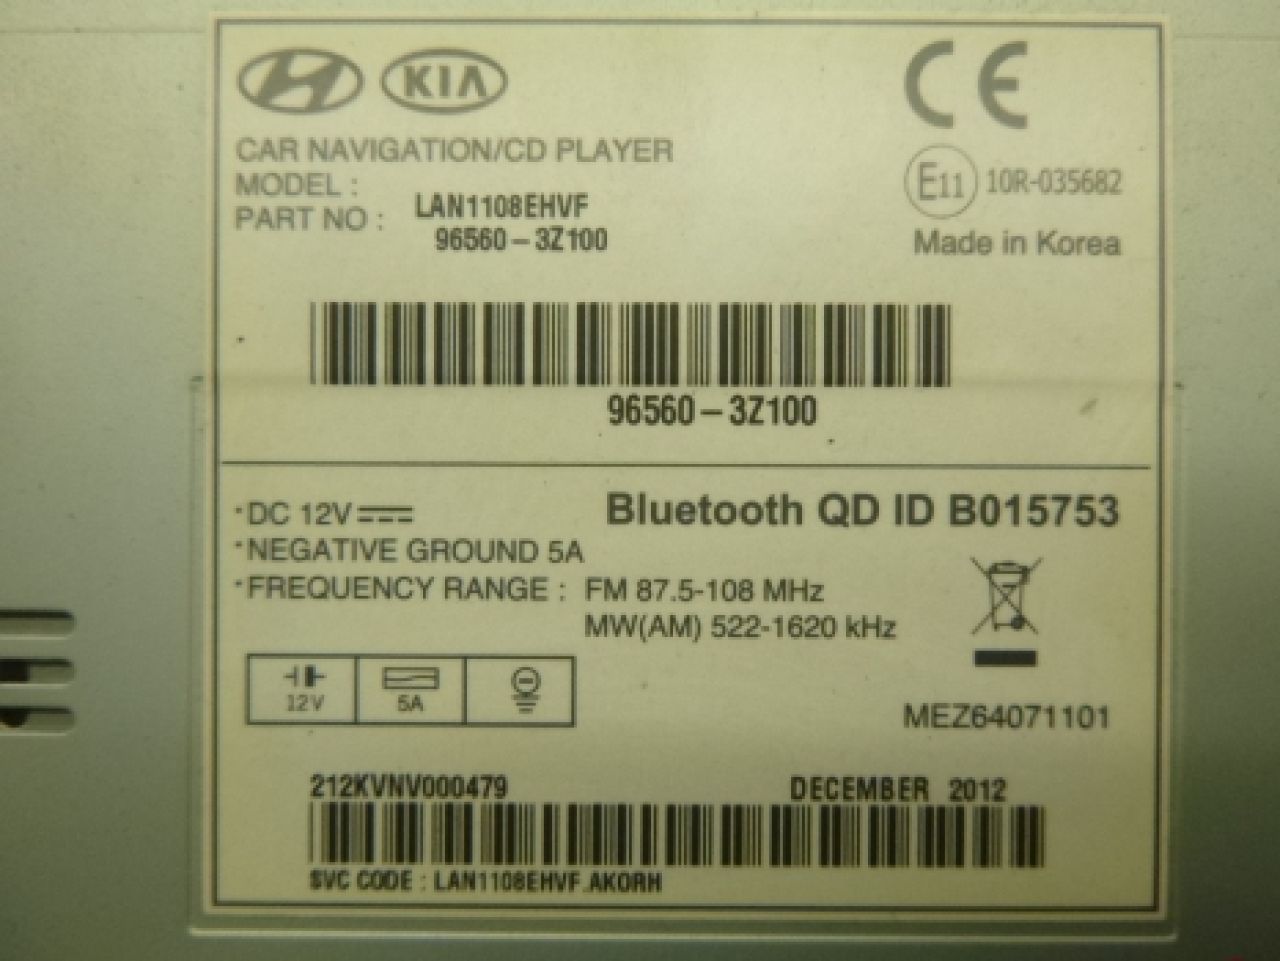 KIA
CE
CAR NAVIGATION/CD PLAYER
MODEL : LAN1108EHVF
PART NO : 96560-3Z100
E11 10R-035682
Made in Korea
96560-3Z100
·DC 12V
·NEGATIVE GROUND 5A
·FREQUENCY RANGE : FM 87.5-108 MHz
MW(AM) 522-1620 kHz
Bluetooth QD ID B015753
12V
5A
MEZ64071101
212KVNV000479
DECEMBER 2012
SVC CODE : LAN1108EHVF.AKORH